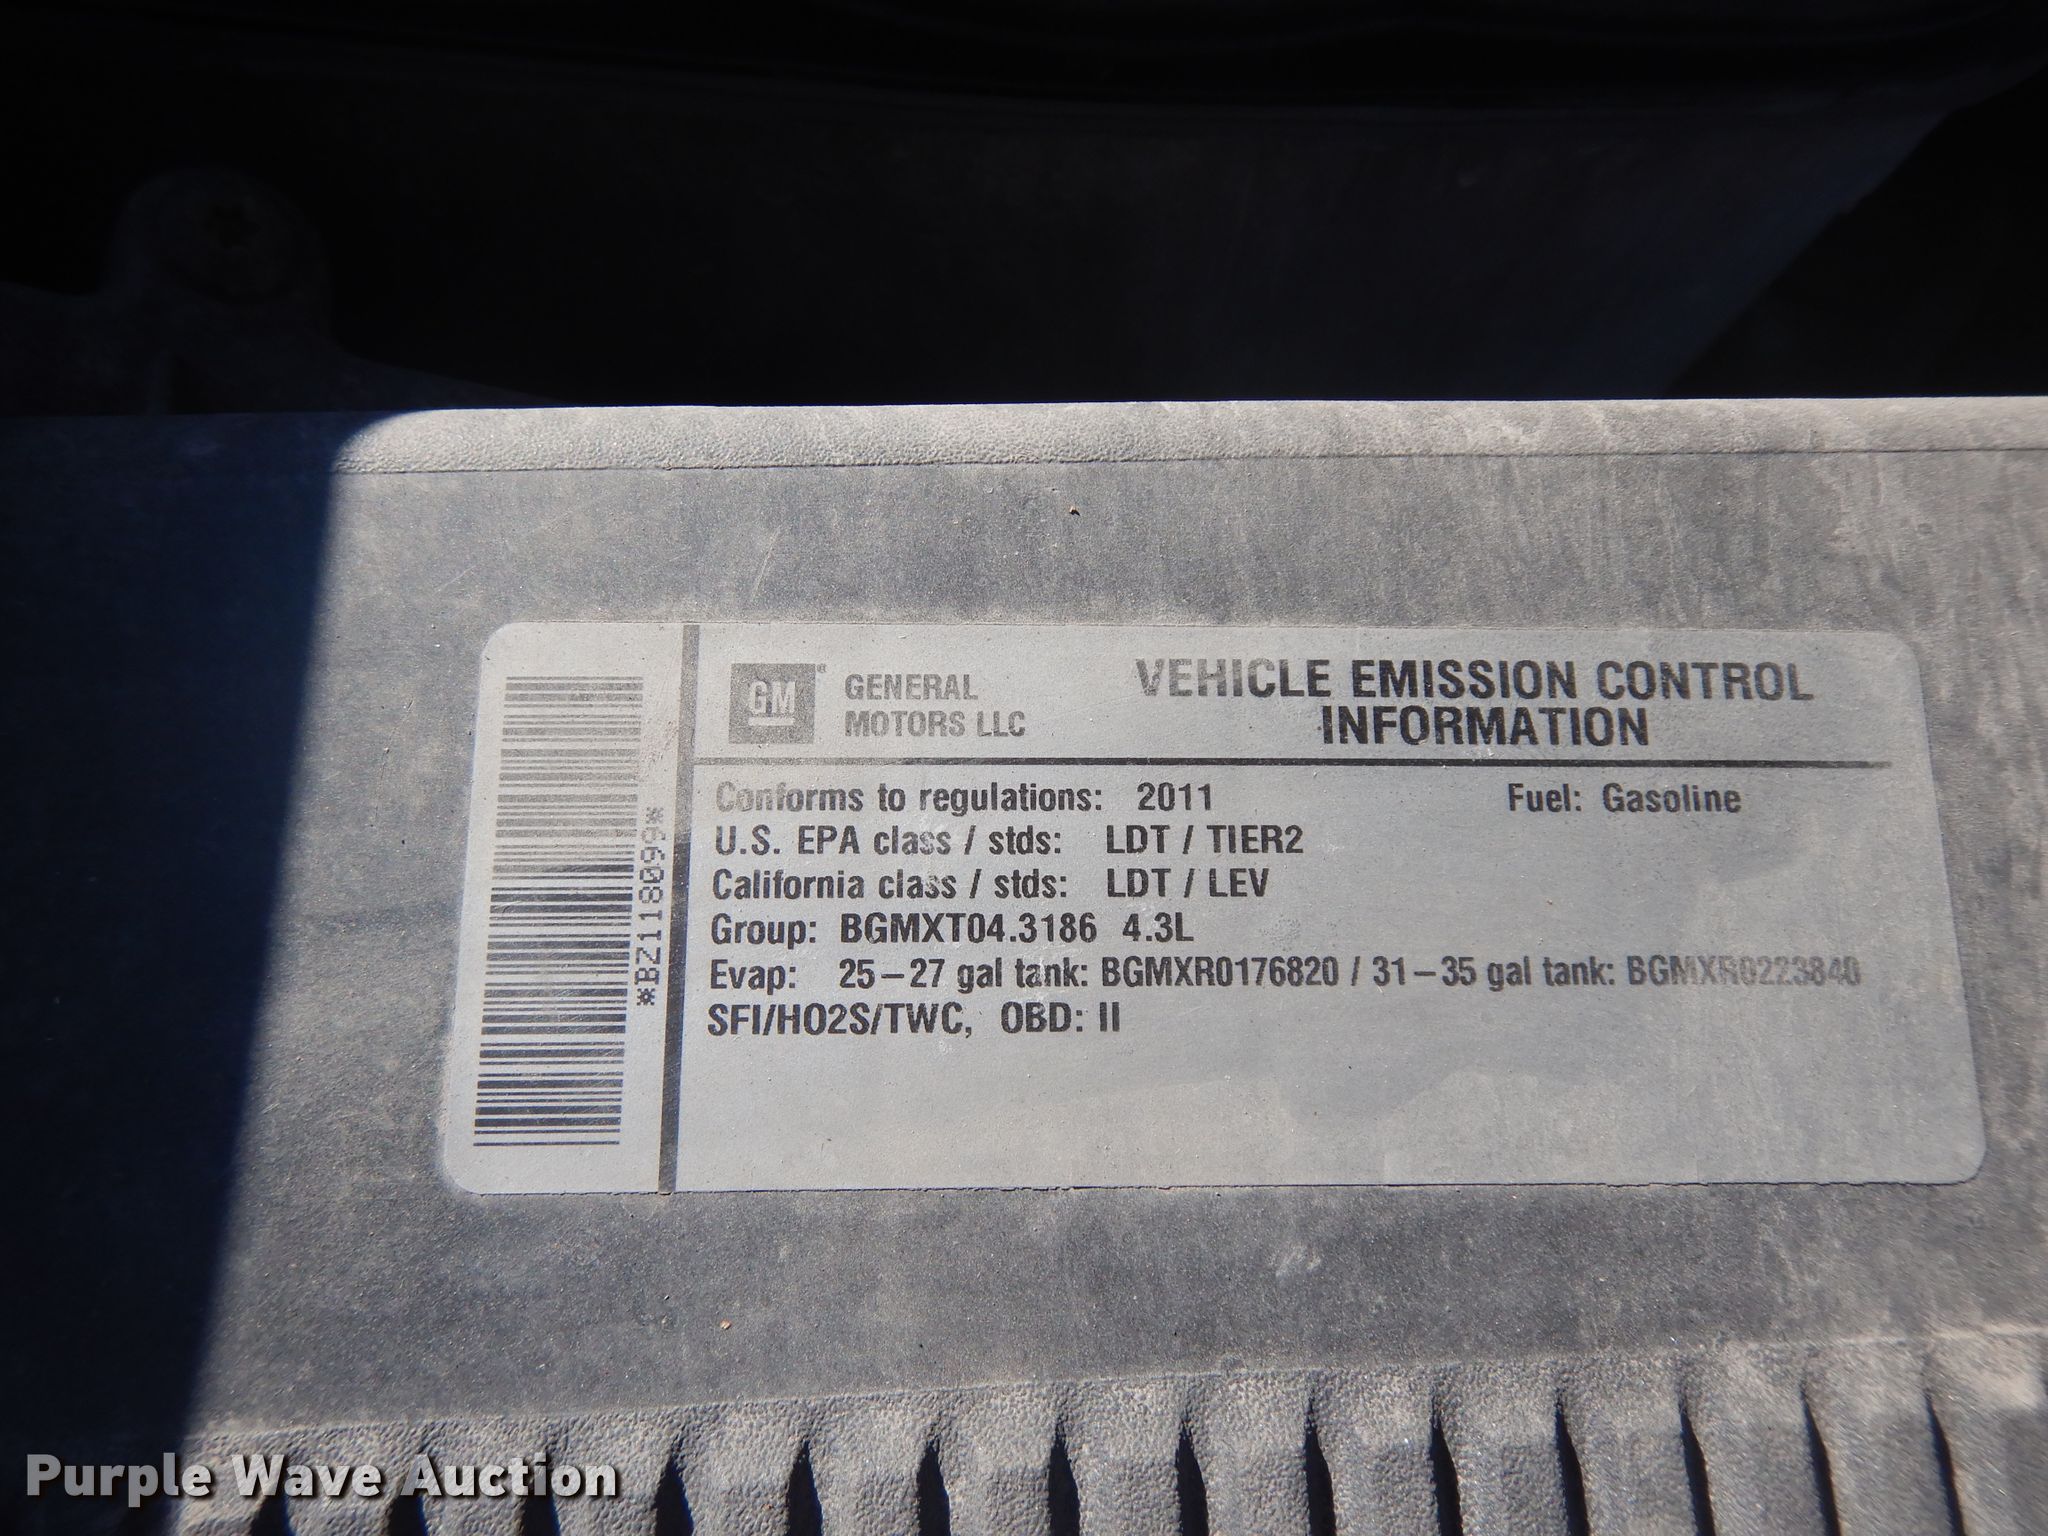 *BZ118099*
GM
GENERAL
MOTORS LLC
VEHICLE EMISSION CONTROL
INFORMATION
Conforms to regulations: 2011 Fuel: Gasoline
U.S. EPA class / stds: LDT / TIER2
California class / stds: LDT / LEV
Group: BGMXT04.3186 4.3L
Evap: 25-27 gal tank: BGMXR0176820 / 31-35 gal tank: BGMXR0223840
SFI/HO2S/TWC, OBD: II
Purple Wave Auction